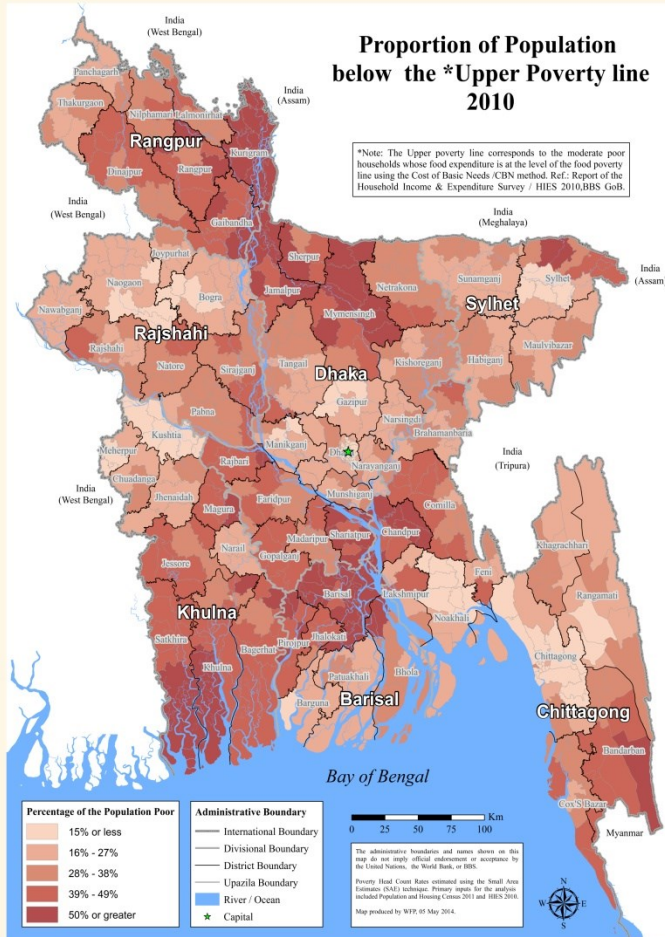 Proportion of Population
below the *Upper Poverty line
2010
*Note: The Upper poverty line corresponds to the moderate poor
households whose food expenditure is at the level of the food poverty
line using the Cost of Basic Needs /CBN method. Ref.: Report of the
Household Income & Expenditure Survey / HIES 2010,BBS GoB.
India
(West Bengal)
India
(Assam)
India
(West Bengal)
India
(Meghalaya)
India
(Assam)
India
(Tripura)
India
(West Bengal)
Myanmar
Panchagarh
Thakurgaon
Nilphamari
Lalmonirhat
Rangpur
Kurigram
Rangpur
Dinajpur
Gaibandha
Joypurhat
Sherpur
Naogaon
Bogra
Jamalpur
Netrakona
Sunamganj
Sylhet
Sylhet
Nawabganj
Mymensingh
Rajshahi
Rajshahi
Natore
Sirajganj
Tangail
Dhaka
Kishoreganj
Habiganj
Maulvibazar
Gazipur
Pabna
Narsingdi
Kushtia
Meherpur
Manikganj
Brahamanbaria
Chuadanga
Rajbari
Narayanganj
Jhenaidah
Munshiganj
Magura
Faridpur
Comilla
Narail
Madaripur
Shariatpur
Chandpur
Khagrachhari
Jessore
Gopalganj
Feni
Rangamati
Barisal
Lakshmipur
Khulna
Noakhali
Satkhira
Khulna
Bagerhat
Pirojpur
Jhalokati
Chittagong
Patuakhali
Bhola
Barguna
Barisal
Chittagong
Bandarban
Cox'S Bazar
Bay of Bengal
Percentage of the Population Poor
15% or less
16% - 27%
28% - 38%
39% - 49%
50% or greater
Administrative Boundary
International Boundary
Divisional Boundary
District Boundary
Upazila Boundary
River / Ocean
Capital
Km
0 25 50 100
The administrative boundaries and names shown on this
map do not imply official endorsement or acceptance by
the United Nations, the World Bank, or BBS.
Poverty Head Count Rates estimated using the Small Area
Estimates (SAE) technique. Primary inputs for the analysis
included Population and Housing Census 2011 and HIES 2010.
Map produced by WFP, 05 May 2014.
N
W E
S